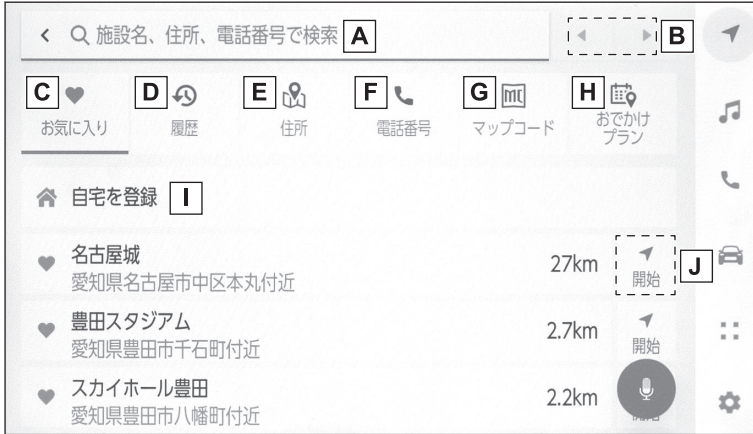 施設名、住所、電話番号で検索 A
B
C D E F G H
お気に入り 履歴 住所 電話番号 マップコード おでかけ
プラン
自宅を登録 I
名古屋城 27km
愛知県名古屋市中区本丸付近 開始 J
豊田スタジアム 2.7km
愛知県豊田市千石町付近 開始
スカイホール豊田 2.2km
愛知県豊田市八幡町付近